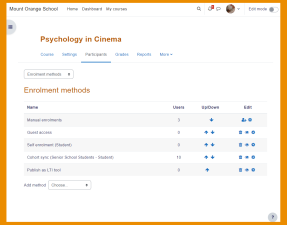 Mount Orange School Home Dashboard My courses Edit mode
Psychology in Cinema
Course Settings Participants Grades Reports More
Enrolment methods
Enrolment methods
Name Users Up/Down Edit
Manual enrolments 3
Guest access 0
Self enrolment (Student) 0
Cohort sync (Senior School Students - Student) 19
Publish as LTI tool 0
Add method Choose...
?